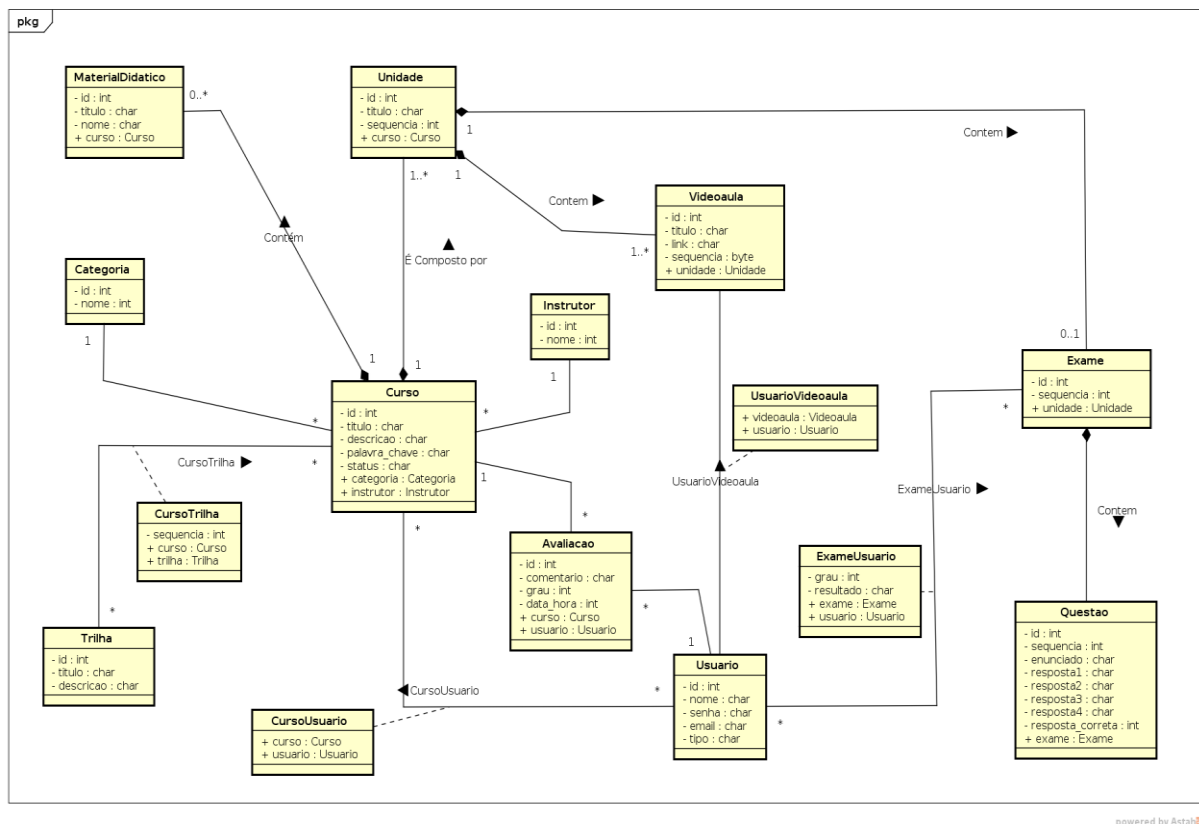 pkg
MaterialDidatico
- id : int
- titulo : char
- nome : char
+ curso : Curso
0..*
Unidade
- id : int
- titulo : char
- sequencia : int
+ curso : Curso
1
Contem
1
1..*
Contem
Videoaula
- id : int
- titulo : char
- link : char
- sequencia : byte
+ unidade : Unidade
1..*
Contém
É Composto por
Categoria
- id : int
- nome : int
1
Instrutor
- id : int
- nome : int
1
0..1
Exame
- id : int
- sequencia : int
+ unidade : Unidade
*
1
1
Curso
- id : int
- titulo : char
- descricao : char
- palavra_chave : char
- status : char
+ categoria : Categoria
+ instrutor : Instrutor
*
*
*
1
*
UsuarioVideoaula
+ videoaula : Videoaula
+ usuario : Usuario
CursoTrilha
UsuarioVideoaula
ExameUsuario
Contem
CursoTrilha
- sequencia : int
+ curso : Curso
+ trilha : Trilha
*
*
Avaliacao
- id : int
- comentario : char
- grau : int
- data_hora : int
+ curso : Curso
+ usuario : Usuario
*
ExameUsuario
- grau : int
- resultado : char
+ exame : Exame
+ usuario : Usuario
Questao
- id : int
- sequencia : int
- enunciado : char
- resposta1 : char
- resposta2 : char
- resposta3 : char
- resposta4 : char
- resposta_correta : int
+ exame : Exame
Trilha
- id : int
- titulo : char
- descricao : char
1
Usuario
- id : int
- nome : char
- senha : char
- email : char
- tipo : char
*
*
CursoUsuario
CursoUsuario
+ curso : Curso
+ usuario : Usuario
powered by Astah